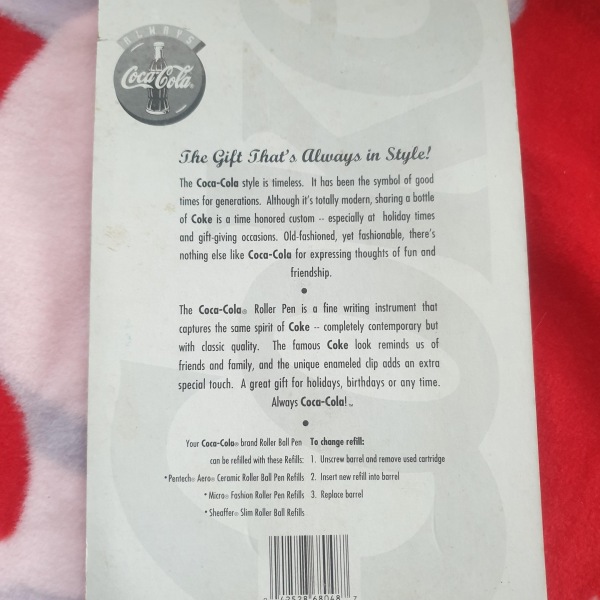 ALWAYS
Coca-Cola®
The Gift That's Always in Style!
The Coca-Cola style is timeless. It has been the symbol of good
times for generations. Although it's totally modern, sharing a bottle
of Coke is a time honored custom -- especially at holiday times
and gift-giving occasions. Old-fashioned, yet fashionable, there's
nothing else like Coca-Cola for expressing thoughts of fun and
friendship.
•
The Coca-Cola® Roller Pen is a fine writing instrument that
captures the same spirit of Coke -- completely contemporary but
with classic quality. The famous Coke look reminds us of
friends and family, and the unique enameled clip adds an extra
special touch. A great gift for holidays, birthdays or any time.
Always Coca-Cola!™
•
Your Coca-Cola® brand Roller Ball Pen
can be refilled with these Refills:
• Pentech® Aero® Ceramic Roller Ball Pen Refills
• Micro® Fashion Roller Pen Refills
• Sheaffer® Slim Roller Ball Refills
To change refill:
1. Unscrew barrel and remove used cartridge
2. Insert new refill into barrel
3. Replace barrel
0 42528 68048 7